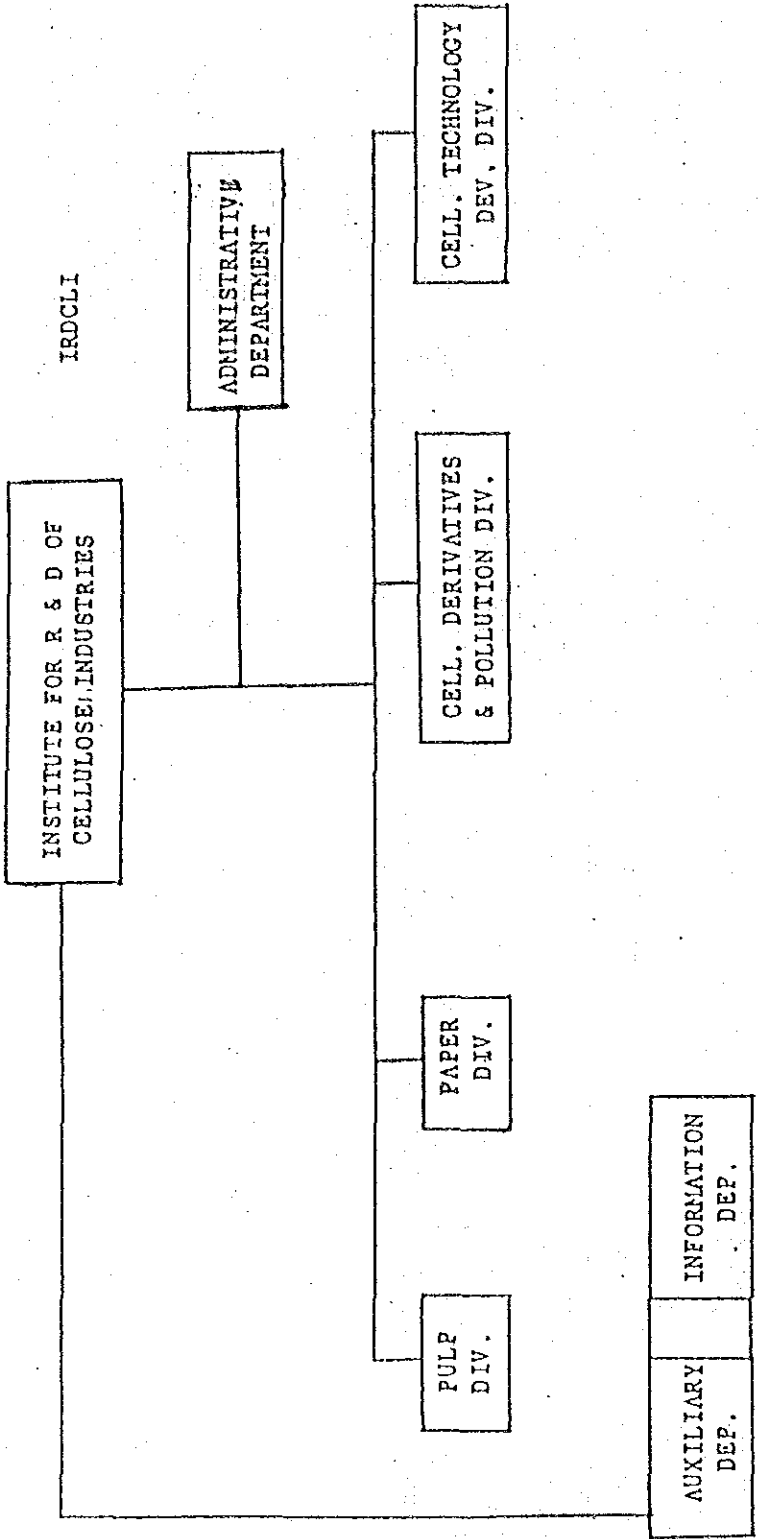 IRDCLI
INSTITUTE FOR R & D OF
CELLULOSE INDUSTRIES
ADMINISTRATIVE
DEPARTMENT
PULP
DIV.
PAPER
DIV.
CELL. DERIVATIVES
& POLLUTION DIV.
CELL. TECHNOLOGY
DEV. DIV.
AUXILIARY
DEP.
INFORMATION
DEP.